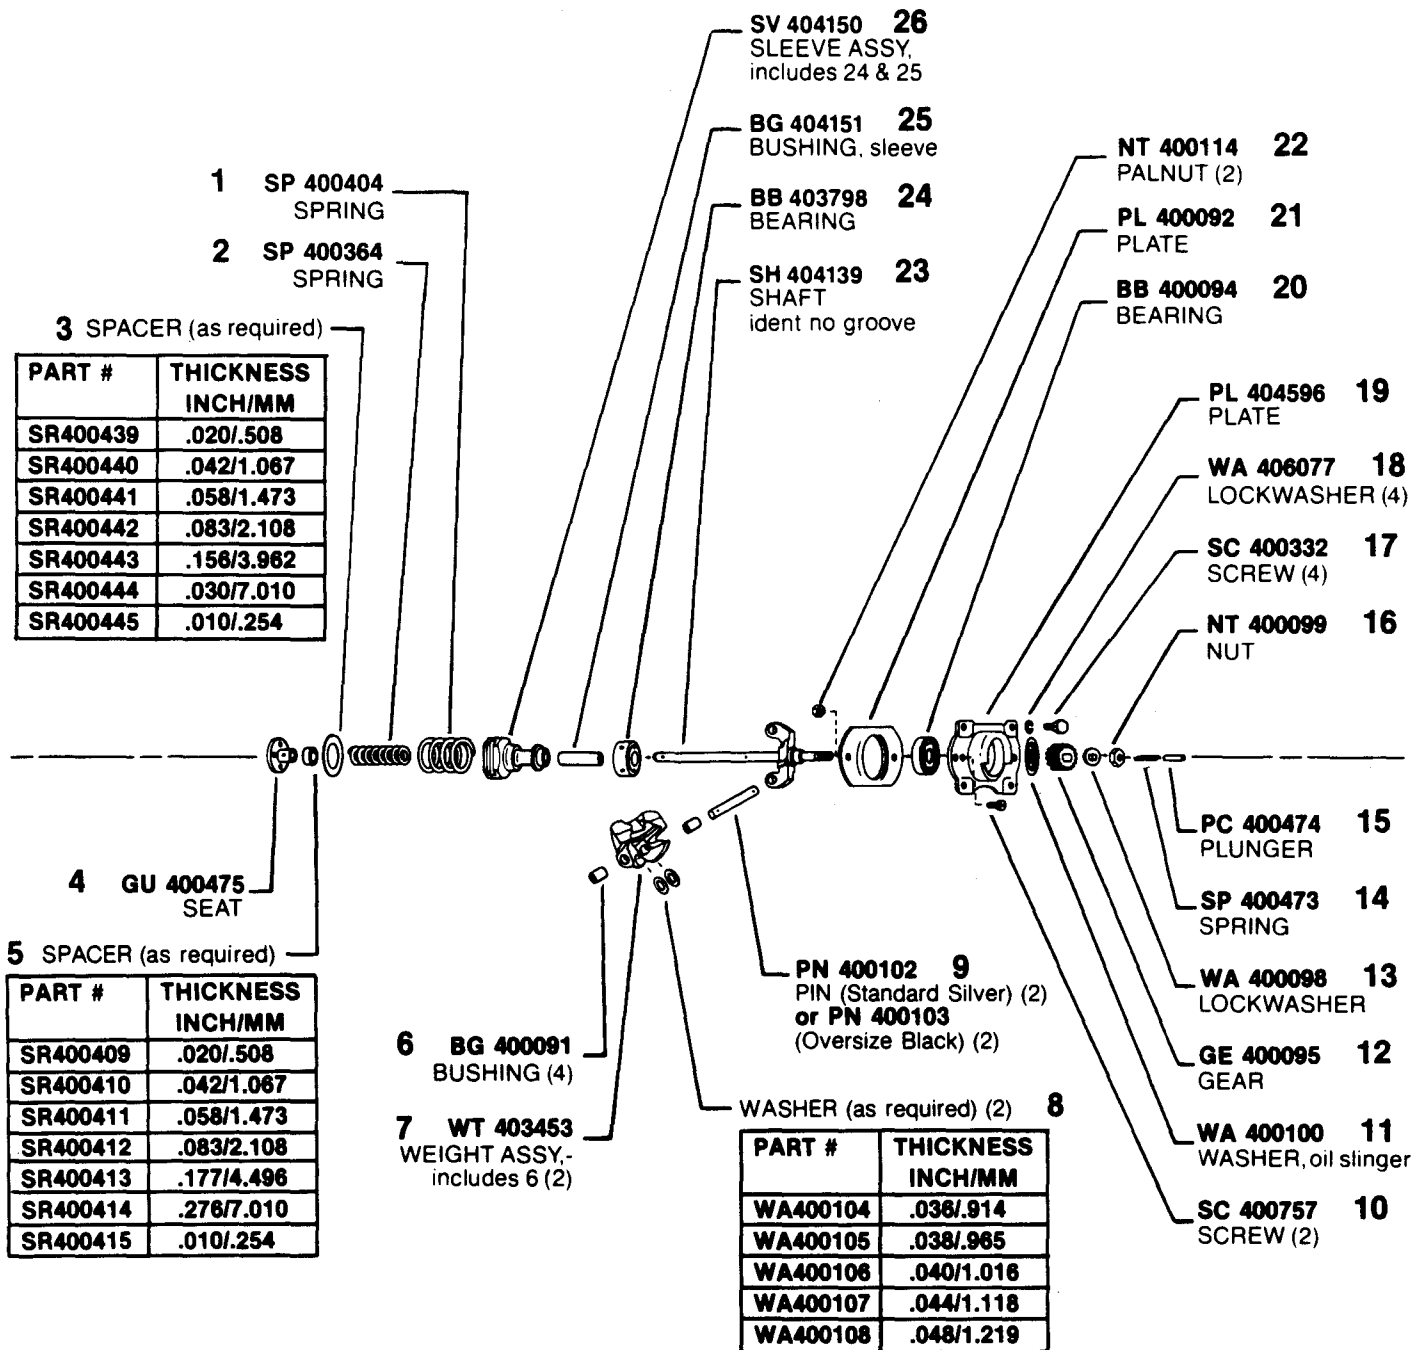 SV 404150 26
SLEEVE ASSY,
includes 24 & 25
BG 404151 25
BUSHING, sleeve
BB 403798 24
BEARING
SH 404139 23
SHAFT
ident no groove
NT 400114 22
PALNUT (2)
PL 400092 21
PLATE
BB 400094 20
BEARING
PL 404596 19
PLATE
WA 406077 18
LOCKWASHER (4)
SC 400332 17
SCREW (4)
NT 400099 16
NUT
1 SP 400404
SPRING
2 SP 400364
SPRING
3 SPACER (as required)
PART # THICKNESS
INCH/MM
SR400439 .020/.508
SR400440 .042/1.067
SR400441 .058/1.473
SR400442 .083/2.108
SR400443 .156/3.962
SR400444 .030/7.010
SR400445 .010/.254
4 GU 400475
SEAT
5 SPACER (as required)
PART # THICKNESS
INCH/MM
SR400409 .020/.508
SR400410 .042/1.067
SR400411 .058/1.473
SR400412 .083/2.108
SR400413 .177/4.496
SR400414 .276/7.010
SR400415 .010/.254
6 BG 400091
BUSHING (4)
7 WT 403453
WEIGHT ASSY,-
includes 6 (2)
PN 400102 9
PIN (Standard Silver) (2)
or PN 400103
(Oversize Black) (2)
WASHER (as required) (2) 8
PART # THICKNESS
INCH/MM
WA400104 .036/.914
WA400105 .038/.965
WA400106 .040/1.016
WA400107 .044/1.118
WA400108 .048/1.219
PC 400474 15
PLUNGER
SP 400473 14
SPRING
WA 400098 13
LOCKWASHER
GE 400095 12
GEAR
WA 400100 11
WASHER, oil slinger
SC 400757 10
SCREW (2)